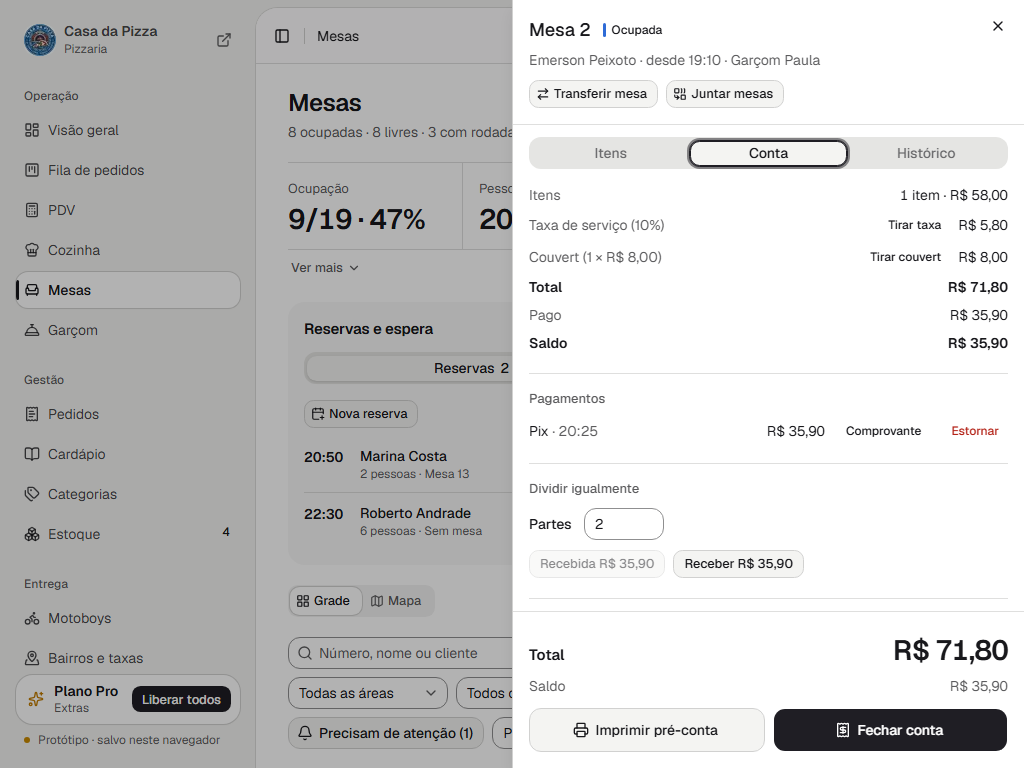 Casa da Pizza
Pizzaria
Operação
Visão geral
Fila de pedidos
PDV
Cozinha
Mesas
Garçom
Gestão
Pedidos
Cardápio
Categorias
Estoque 4
Entrega
Motoboys
Bairros e taxas
Plano Pro
Extras
Liberar todos
Protótipo · salvo neste navegador
Mesas
Mesas
8 ocupadas · 8 livres · 3 com rodada
Ocupação
9/19 · 47%
Ver mais
Reservas e espera
Reservas 2
Nova reserva
20:50 Marina Costa
2 pessoas · Mesa 13
22:30 Roberto Andrade
6 pessoas · Sem mesa
Grade Mapa
Número, nome ou cliente
Todas as áreas
Precisam de atenção (1)
Mesa 2 Ocupada
Emerson Peixoto · desde 19:10 · Garçom Paula
Transferir mesa Juntar mesas
Itens Conta Histórico
Itens 1 item · R$ 58,00
Taxa de serviço (10%) Tirar taxa R$ 5,80
Couvert (1 × R$ 8,00) Tirar couvert R$ 8,00
Total R$ 71,80
Pago R$ 35,90
Saldo R$ 35,90
Pagamentos
Pix · 20:25 R$ 35,90 Comprovante Estornar
Dividir igualmente
Partes 2
Recebida R$ 35,90 Receber R$ 35,90
Total R$ 71,80
Saldo R$ 35,90
Imprimir pré-conta Fechar conta